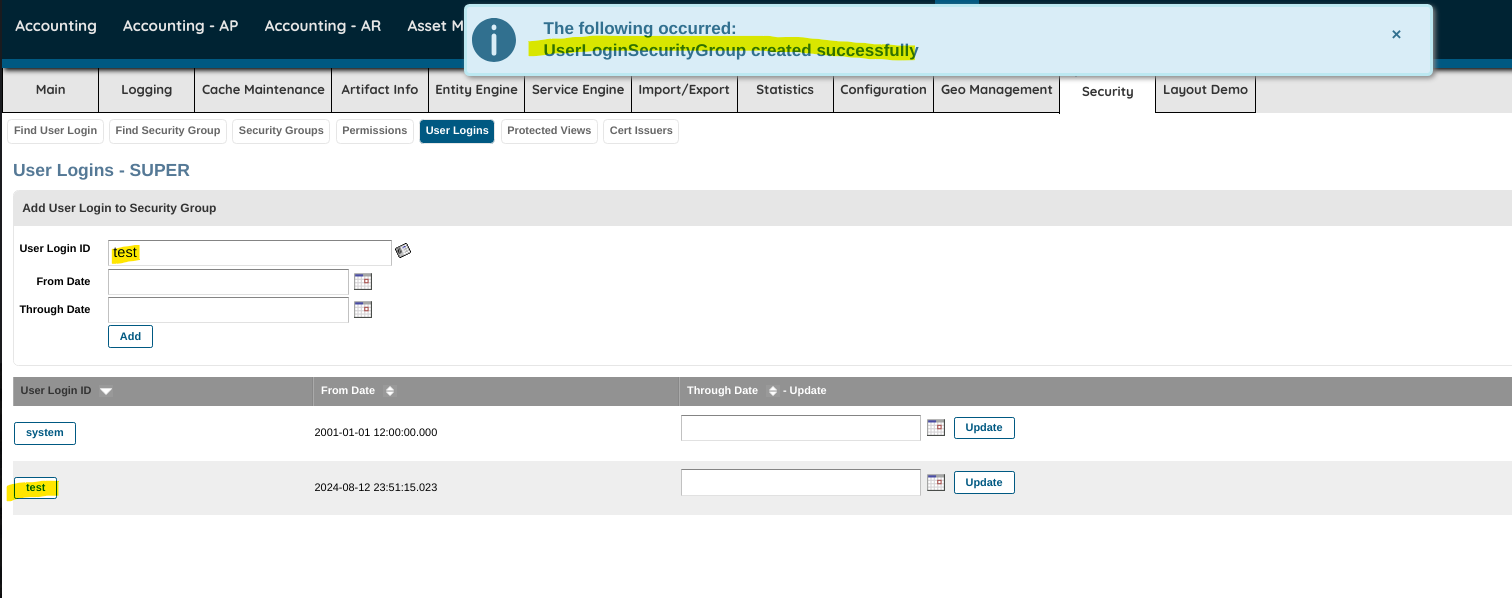 Accounting Accounting - AP Accounting - AR Asset M
The following occurred:
UserLoginSecurityGroup created successfully
×
Main Logging Cache Maintenance Artifact Info Entity Engine Service Engine Import/Export Statistics Configuration Geo Management Security Layout Demo
Find User Login Find Security Group Security Groups Permissions User Logins Protected Views Cert Issuers
User Logins - SUPER
Add User Login to Security Group
User Login ID test
From Date
Through Date
Add
User Login ID From Date Through Date - Update
system 2001-01-01 12:00:00.000 Update
test 2024-08-12 23:51:15.023 Update